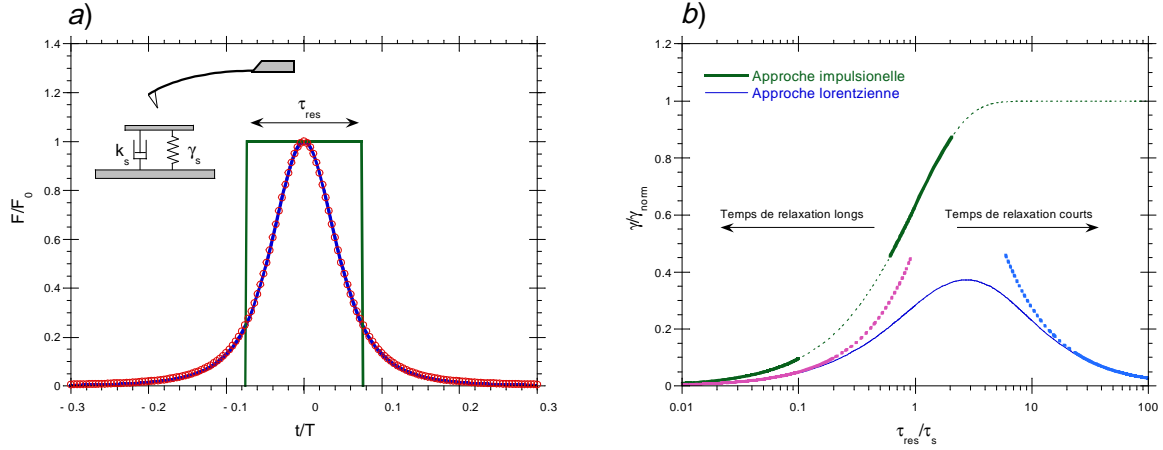 a)
1.4
1.2
1
0.8
0.6
0.4
0.2
0
F/F0
τres
ks
γs
- 0.3
- 0.2
- 0.1
0
0.1
0.2
0.3
t/T
b)
1.2
1
0.8
0.6
0.4
0.2
0
γ/γnorm
Approche impulsionelle
Approche lorentzienne
Temps de relaxation longs
Temps de relaxation courts
0.01
0.1
1
10
100
τres/τs